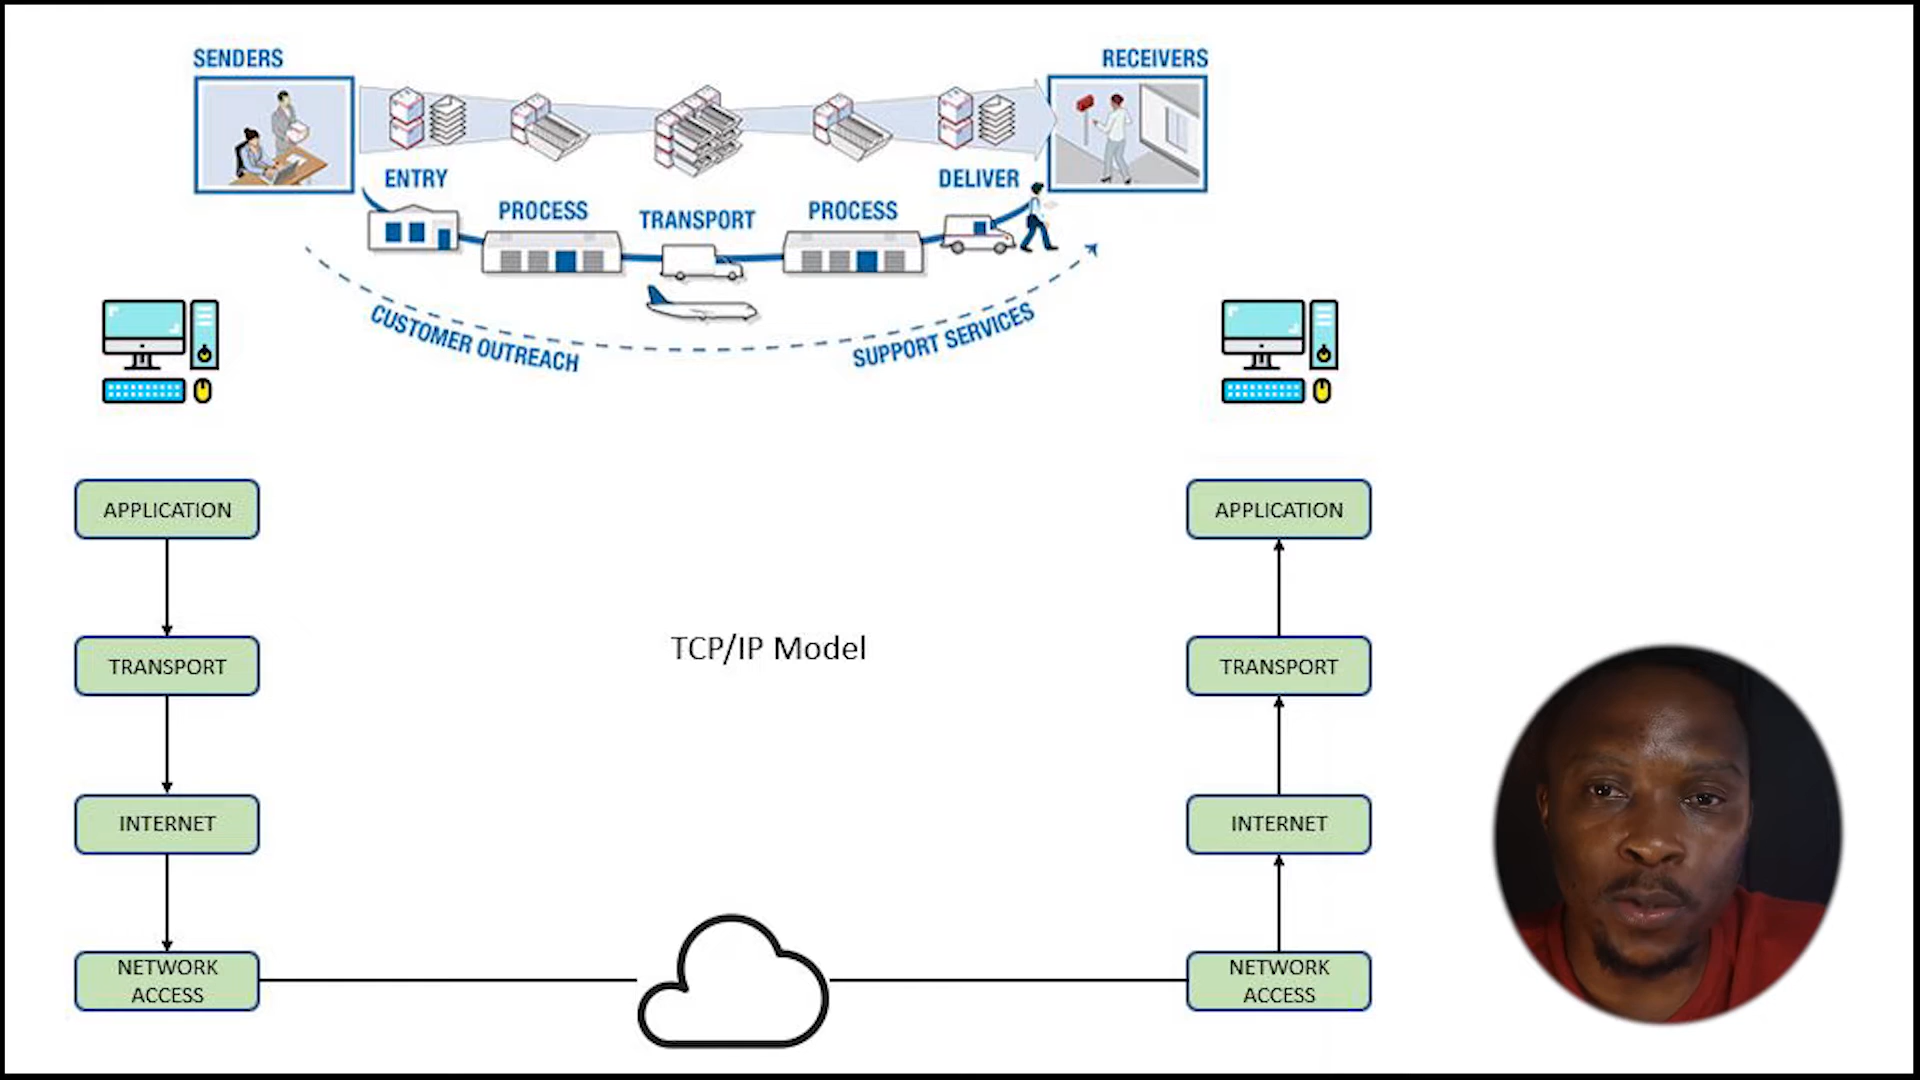 SENDERS
RECEIVERS
ENTRY
DELIVER
PROCESS
TRANSPORT
PROCESS
CUSTOMER OUTREACH
SUPPORT SERVICES
APPLICATION
APPLICATION
TRANSPORT
TCP/IP Model
TRANSPORT
INTERNET
INTERNET
NETWORK
ACCESS
NETWORK
ACCESS